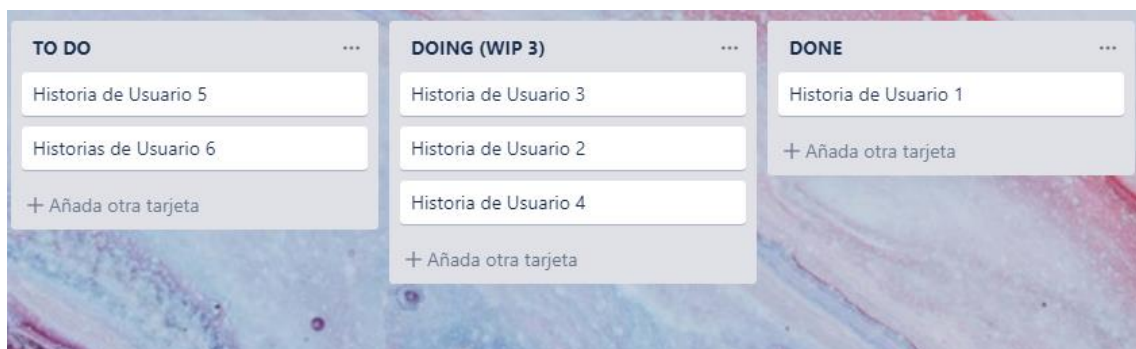 TO DO
Historia de Usuario 5
Historias de Usuario 6
+ Añada otra tarjeta
DOING (WIP 3)
Historia de Usuario 3
Historia de Usuario 2
Historia de Usuario 4
+ Añada otra tarjeta
DONE
Historia de Usuario 1
+ Añada otra tarjeta